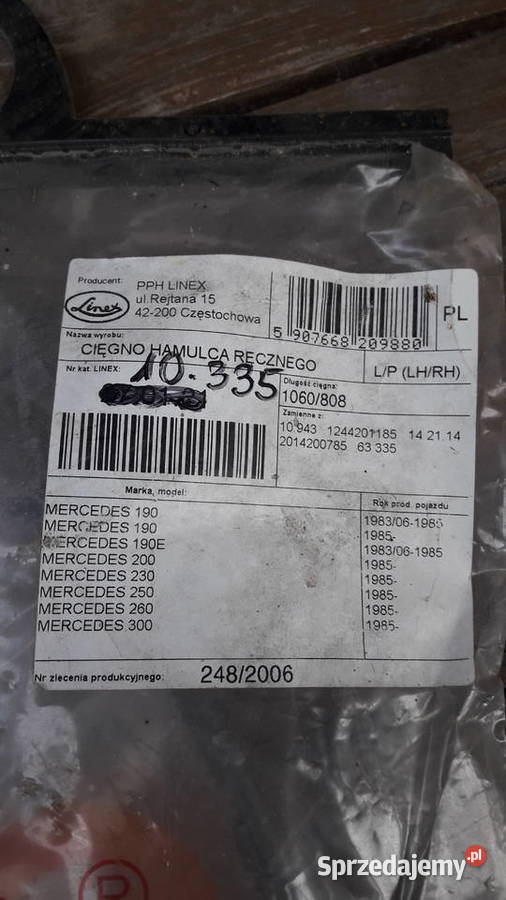 Producent:
PPH LINEX
ul.Rejtana 15
42-200 Częstochowa
Linex
5 907668 209880
PL
Nazwa wyrobu:
CIĘGNO HAMULCA RĘCZNEGO
L/P (LH/RH)
Nr kat. LINEX:
10.335
Długość cięgna:
1060/808
Zamienne z:
10.943 1244201185 14 21.14
2014200785 63 335
Marka, model:
Rok prod. pojazdu
MERCEDES 190 1983/06-1985
MERCEDES 190 1985-
MERCEDES 190E 1983/06-1985
MERCEDES 200 1985-
MERCEDES 230 1985-
MERCEDES 250 1985-
MERCEDES 260 1985-
MERCEDES 300 1985-
Nr zlecenia produkcyjnego: 248/2006
R
Sprzedajemy.pl